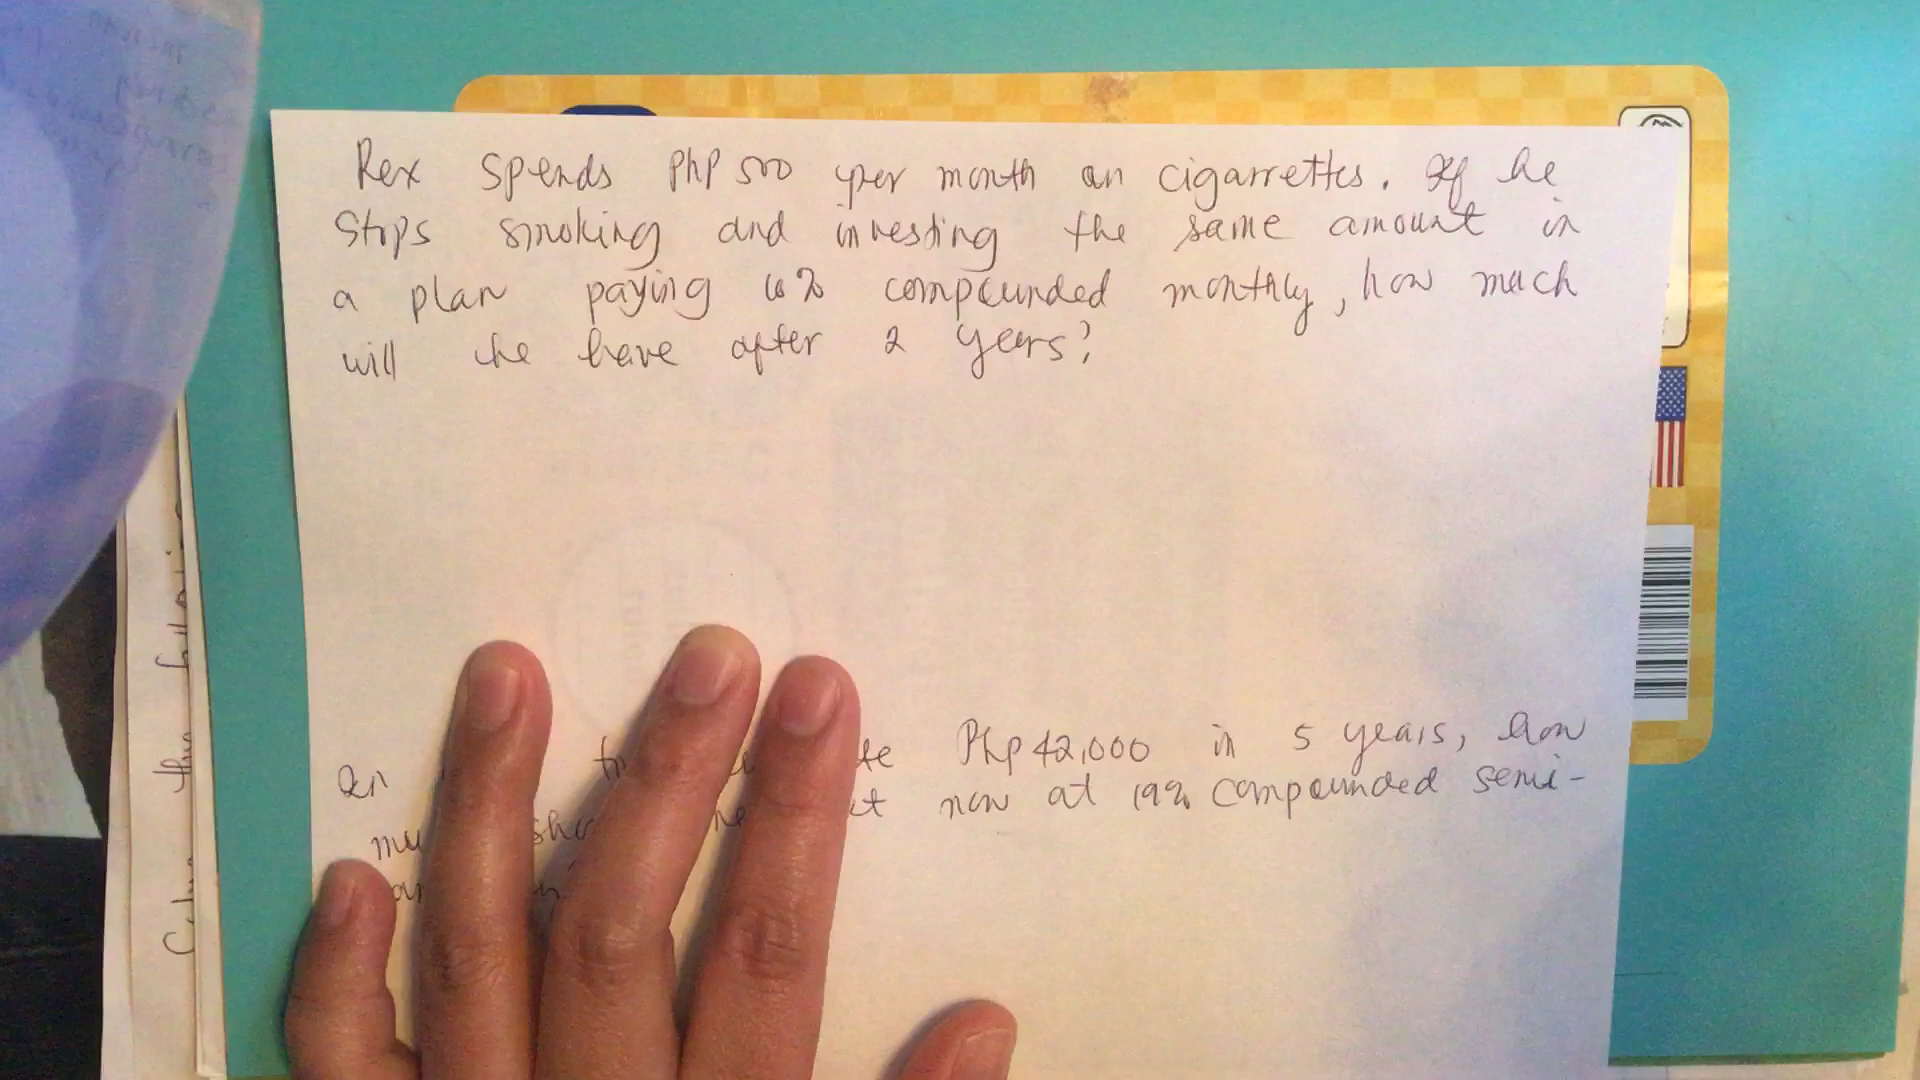 Rex spends PhP 500 per month on cigarrettes. If he
stops smoking and investing the same amount in
a plan paying 6% compounded monthly, how much
will he have after 2 years?
Php 42,000 in 5 years, how
now at 19% compounded semi-